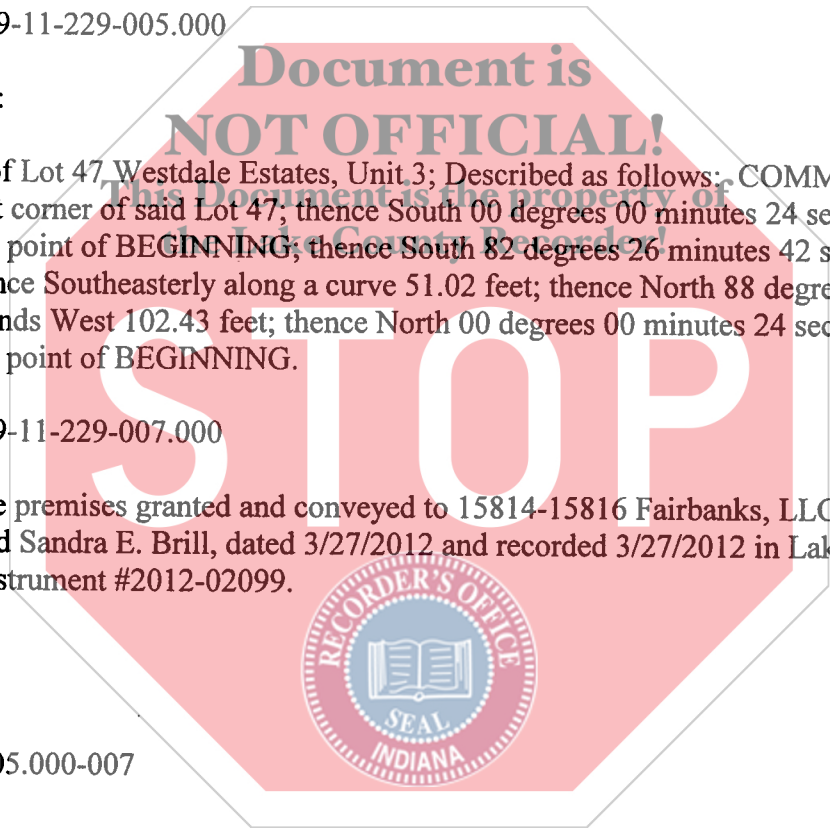 9-11-229-005.000
Document is
:
NOT OFFICIAL!
of Lot 47 Westdale Estates, Unit 3; Described as follows: COMM
This Document is the property of
t corner of said Lot 47; thence South 00 degrees 00 minutes 24 se
the Lake County Recorder!
point of BEGINNING; thence South 82 degrees 26 minutes 42 s
nce Southeasterly along a curve 51.02 feet; thence North 88 degre
nds West 102.43 feet; thence North 00 degrees 00 minutes 24 sec
point of BEGINNING.
STOP
9-11-229-007.000
e premises granted and conveyed to 15814-15816 Fairbanks, LLC
d Sandra E. Brill, dated 3/27/2012 and recorded 3/27/2012 in Lak
strument #2012-02099.
RECORDER'S OFFICE
SEAL
INDIANA
05.000-007